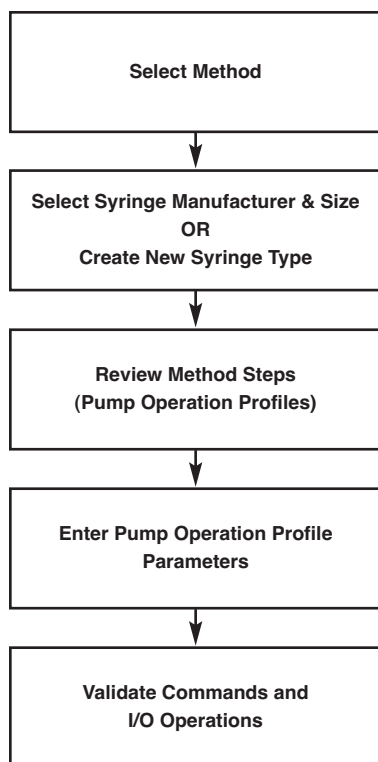 Select Method
Select Syringe Manufacturer & Size
OR
Create New Syringe Type
Review Method Steps
(Pump Operation Profiles)
Enter Pump Operation Profile
Parameters
Validate Commands and
I/O Operations